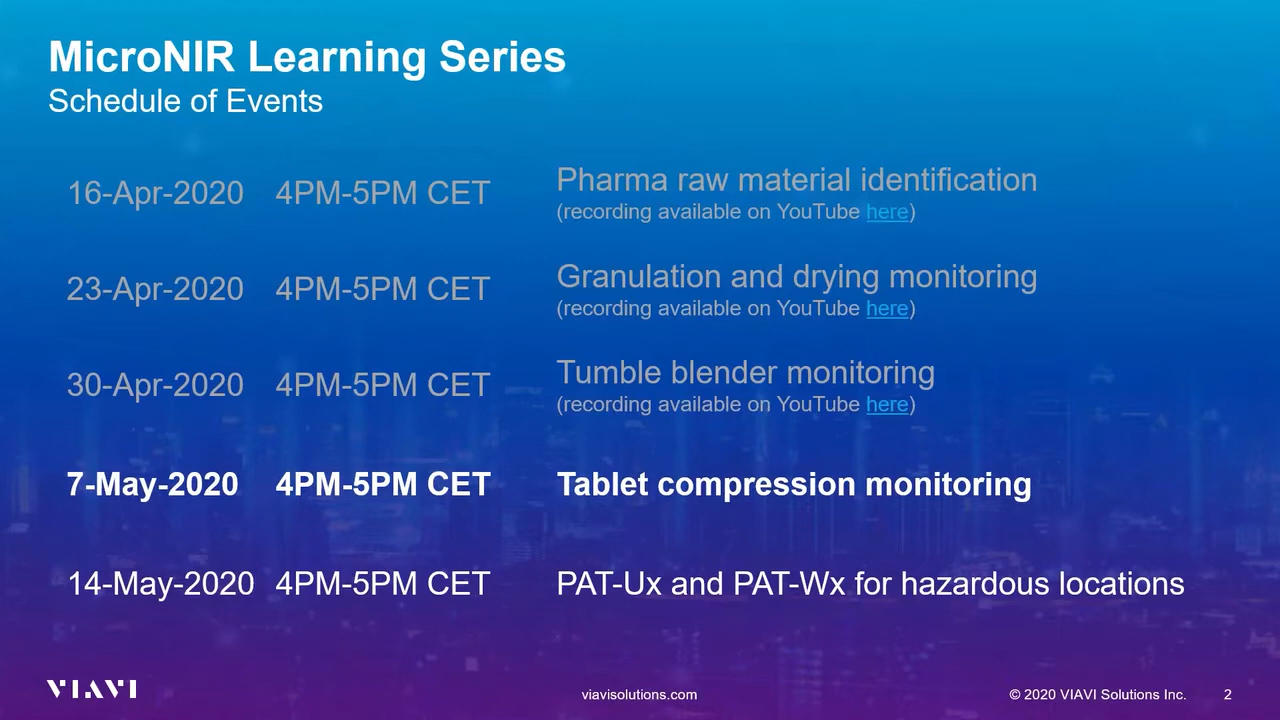 MicroNIR Learning Series
Schedule of Events
16-Apr-2020 4PM-5PM CET Pharma raw material identification
(recording available on YouTube here)
23-Apr-2020 4PM-5PM CET Granulation and drying monitoring
(recording available on YouTube here)
30-Apr-2020 4PM-5PM CET Tumble blender monitoring
(recording available on YouTube here)
7-May-2020 4PM-5PM CET Tablet compression monitoring
14-May-2020 4PM-5PM CET PAT-Ux and PAT-Wx for hazardous locations
VIAVI viavisolutions.com © 2020 VIAVI Solutions Inc. 2